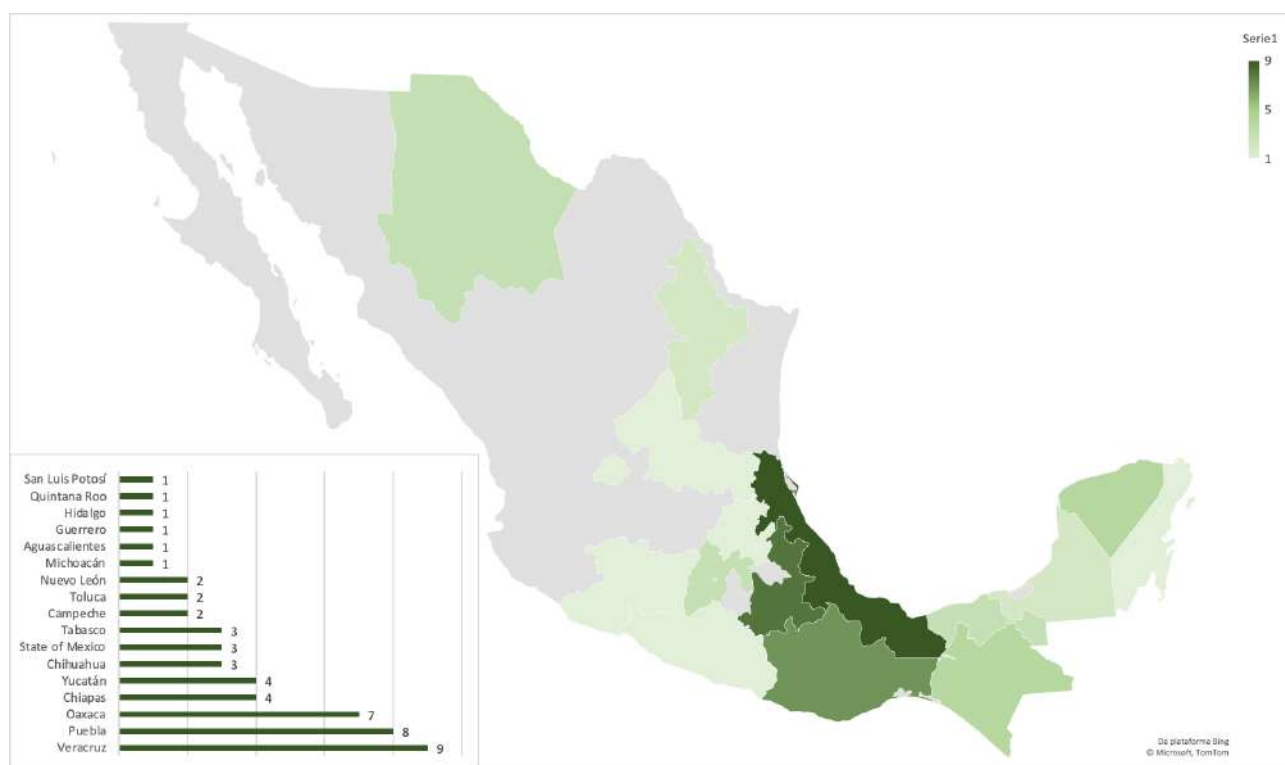 Serie1
9
5
1
San Luis Potosí 1
Quintana Roo 1
Hidalgo 1
Guerrero 1
Aguascalientes 1
Michoacán 1
Nuevo León 2
Toluca 2
Campeche 2
Tabasco 3
State of Mexico 3
Chihuahua 3
Yucatán 4
Chiapas 4
Oaxaca 7
Puebla 8
Veracruz 9
Da plataforma Bing
© Microsoft, TomTom